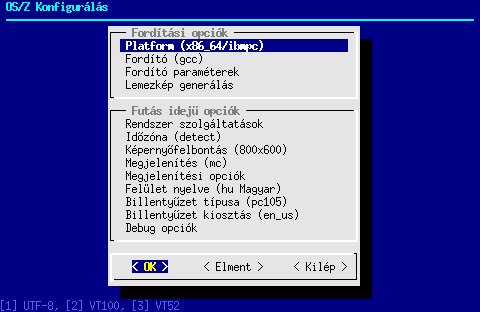 OS/Z Konfigurálás
Fordítási opciók
Platform (x86_64/ibmpc)
Fordító (gcc)
Fordító paraméterek
Lemezkép generálás
Futás idejű opciók
Rendszer szolgáltatások
Időzóna (detect)
Képernyőfelbontás (800x600)
Megjelenítés (mc)
Megjelenítési opciók
Felület nyelve (hu Magyar)
Billentyűzet típusa (pc105)
Billentyűzet kiosztás (en_us)
Debug opciók
< OK > < Elment > < Kilép >
[1] UTF-8, [2] VT100, [3] VT52